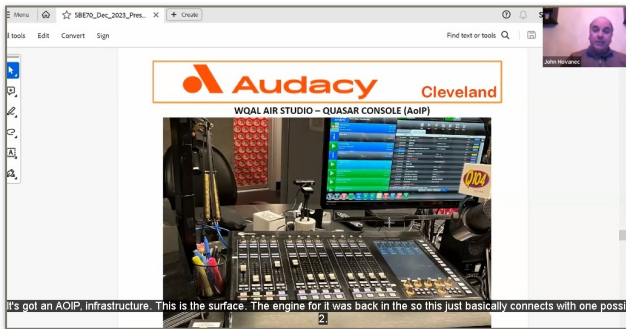 Menu
SBE70_Dec_2023_Pres...
+ Create
tools
Edit
Convert
Sign
Find text or tools
John Hovanec
Audacy
Cleveland
WQAL AIR STUDIO – QUASAR CONSOLE (AoIP)
Q104
It's got an AOIP, infrastructure. This is the surface. The engine for it was back in the so this just basically connects with one possi
2.